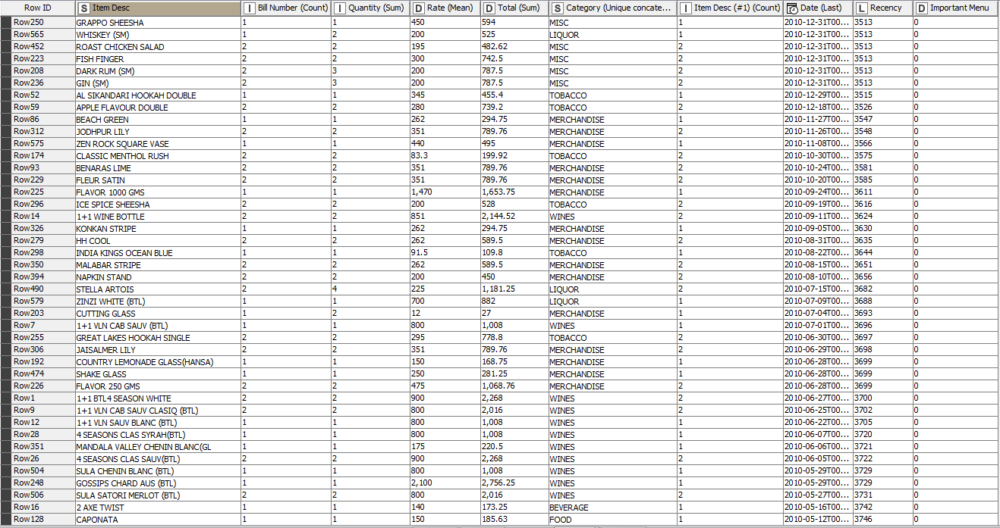 Row ID S Item Desc I Bill Number (Count) I Quantity (Sum) D Rate (Mean) D Total (Sum) S Category (Unique concate... I Item Desc (#1) (Count) Date (Last) L Recency D Important Menu
Row250 GRAPPO SHEESHA 1 1 450 594 MISC 1 2010-12-31T00... 3513 0
Row565 WHISKEY (SM) 1 2 200 525 LIQUOR 1 2010-12-31T00... 3513 0
Row452 ROAST CHICKEN SALAD 2 2 195 482.62 MISC 2 2010-12-31T00... 3513 0
Row223 FISH FINGER 2 2 300 742.5 MISC 2 2010-12-31T00... 3513 0
Row208 DARK RUM (SM) 2 3 200 787.5 MISC 2 2010-12-31T00... 3513 0
Row236 GIN (SM) 2 3 200 787.5 MISC 2 2010-12-31T00... 3513 0
Row52 AL SIKANDARI HOOKAH DOUBLE 1 1 345 455.4 TOBACCO 1 2010-12-29T00... 3515 0
Row59 APPLE FLAVOUR DOUBLE 2 2 280 739.2 TOBACCO 2 2010-12-18T00... 3526 0
Row86 BEACH GREEN 1 1 262 294.75 MERCHANDISE 1 2010-11-27T00... 3547 0
Row312 JODHPUR LILY 2 2 351 789.76 MERCHANDISE 2 2010-11-26T00... 3548 0
Row575 ZEN ROCK SQUARE VASE 1 1 440 495 MERCHANDISE 1 2010-11-08T00... 3566 0
Row174 CLASSIC MENTHOL RUSH 2 2 83.3 199.92 TOBACCO 2 2010-10-30T00... 3575 0
Row93 BENARAS LIME 2 2 351 789.76 MERCHANDISE 2 2010-10-24T00... 3581 0
Row229 FLEUR SATIN 2 2 351 789.76 MERCHANDISE 2 2010-10-20T00... 3585 0
Row225 FLAVOR 1000 GMS 1 1 1,470 1,653.75 MERCHANDISE 1 2010-09-24T00... 3611 0
Row296 ICE SPICE SHEESHA 2 2 200 528 TOBACCO 2 2010-09-19T00... 3616 0
Row14 1+1 WINE BOTTLE 2 2 851 2,144.52 WINES 2 2010-09-11T00... 3624 0
Row326 KONKAN STRIPE 1 1 262 294.75 MERCHANDISE 1 2010-09-05T00... 3630 0
Row279 HH COOL 2 2 262 589.5 MERCHANDISE 2 2010-08-31T00... 3635 0
Row298 INDIA KINGS OCEAN BLUE 1 1 91.5 109.8 TOBACCO 1 2010-08-22T00... 3644 0
Row350 MALABAR STRIPE 2 2 262 589.5 MERCHANDISE 2 2010-08-15T00... 3651 0
Row394 NAPKIN STAND 2 2 200 450 MERCHANDISE 2 2010-08-10T00... 3656 0
Row490 STELLA ARTOIS 2 4 225 1,181.25 LIQUOR 2 2010-07-15T00... 3682 0
Row579 ZINZI WHITE (BTL) 1 1 700 882 LIQUOR 1 2010-07-09T00... 3688 0
Row203 CUTTING GLASS 1 2 12 27 MERCHANDISE 1 2010-07-04T00... 3693 0
Row7 1+1 VLN CAB SAUV (BTL) 1 1 800 1,008 WINES 1 2010-07-01T00... 3696 0
Row255 GREAT LAKES HOOKAH SINGLE 2 2 295 778.8 TOBACCO 2 2010-06-30T00... 3697 0
Row306 JAISALMER LILY 2 2 351 789.76 MERCHANDISE 2 2010-06-29T00... 3698 0
Row192 COUNTRY LEMONADE GLASS(HANSA) 1 1 150 168.75 MERCHANDISE 1 2010-06-28T00... 3699 0
Row474 SHAKE GLASS 1 1 250 281.25 MERCHANDISE 1 2010-06-28T00... 3699 0
Row226 FLAVOR 250 GMS 2 2 475 1,068.76 MERCHANDISE 2 2010-06-28T00... 3699 0
Row1 1+1 BTL4 SEASON WHITE 2 2 900 2,268 WINES 2 2010-06-27T00... 3700 0
Row9 1+1 VLN CAB SAUV CLASIQ (BTL) 2 2 800 2,016 WINES 2 2010-06-25T00... 3702 0
Row12 1+1 VLN SAUV BLANC (BTL) 1 1 800 1,008 WINES 1 2010-06-22T00... 3705 0
Row28 4 SEASONS CLAS SYRAH(BTL) 1 1 800 1,008 WINES 1 2010-06-07T00... 3720 0
Row351 MANDALA VALLEY CHENIN BLANC(GL 1 1 175 220.5 WINES 1 2010-06-06T00... 3721 0
Row26 4 SEASONS CLAS SAUV(BTL) 2 2 900 2,268 WINES 2 2010-06-05T00... 3722 0
Row504 SULA CHENIN BLANC (BTL) 1 1 800 1,008 WINES 1 2010-05-29T00... 3729 0
Row248 GOSSIPS CHARD AUS (BTL) 1 1 2,100 2,756.25 WINES 1 2010-05-29T00... 3729 0
Row506 SULA SATORI MERLOT (BTL) 2 2 800 2,016 WINES 2 2010-05-27T00... 3731 0
Row16 2 AXE TWIST 1 1 140 173.25 BEVERAGE 1 2010-05-16T00... 3742 0
Row128 CAPONATA 1 1 150 185.63 FOOD 1 2010-05-12T00... 3746 0